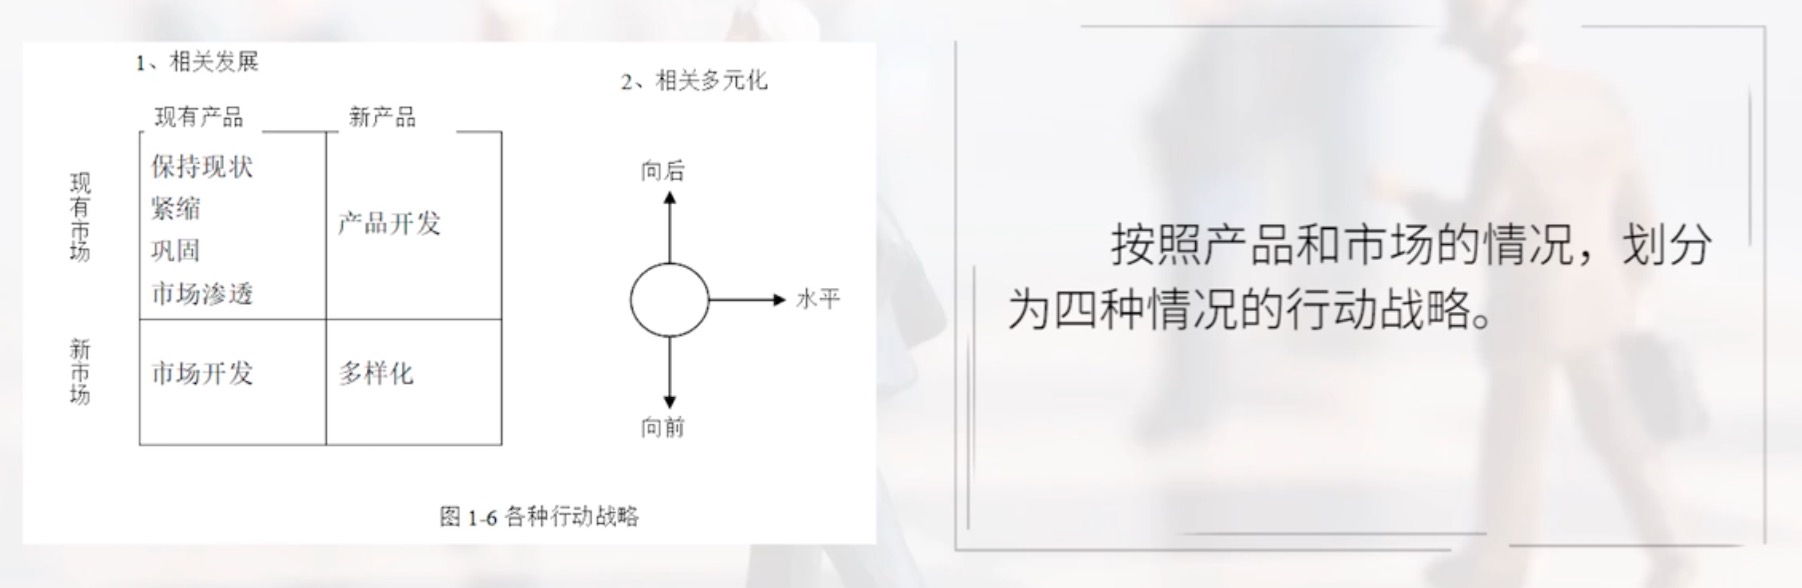 1、相关发展
现有产品
新产品
现有市场
保持现状
紧缩
巩固
市场渗透
产品开发
新市场
市场开发
多样化
2、相关多元化
向后
水平
向前
图 1-6 各种行动战略
按照产品和市场的情况，划分
为四种情况的行动战略。